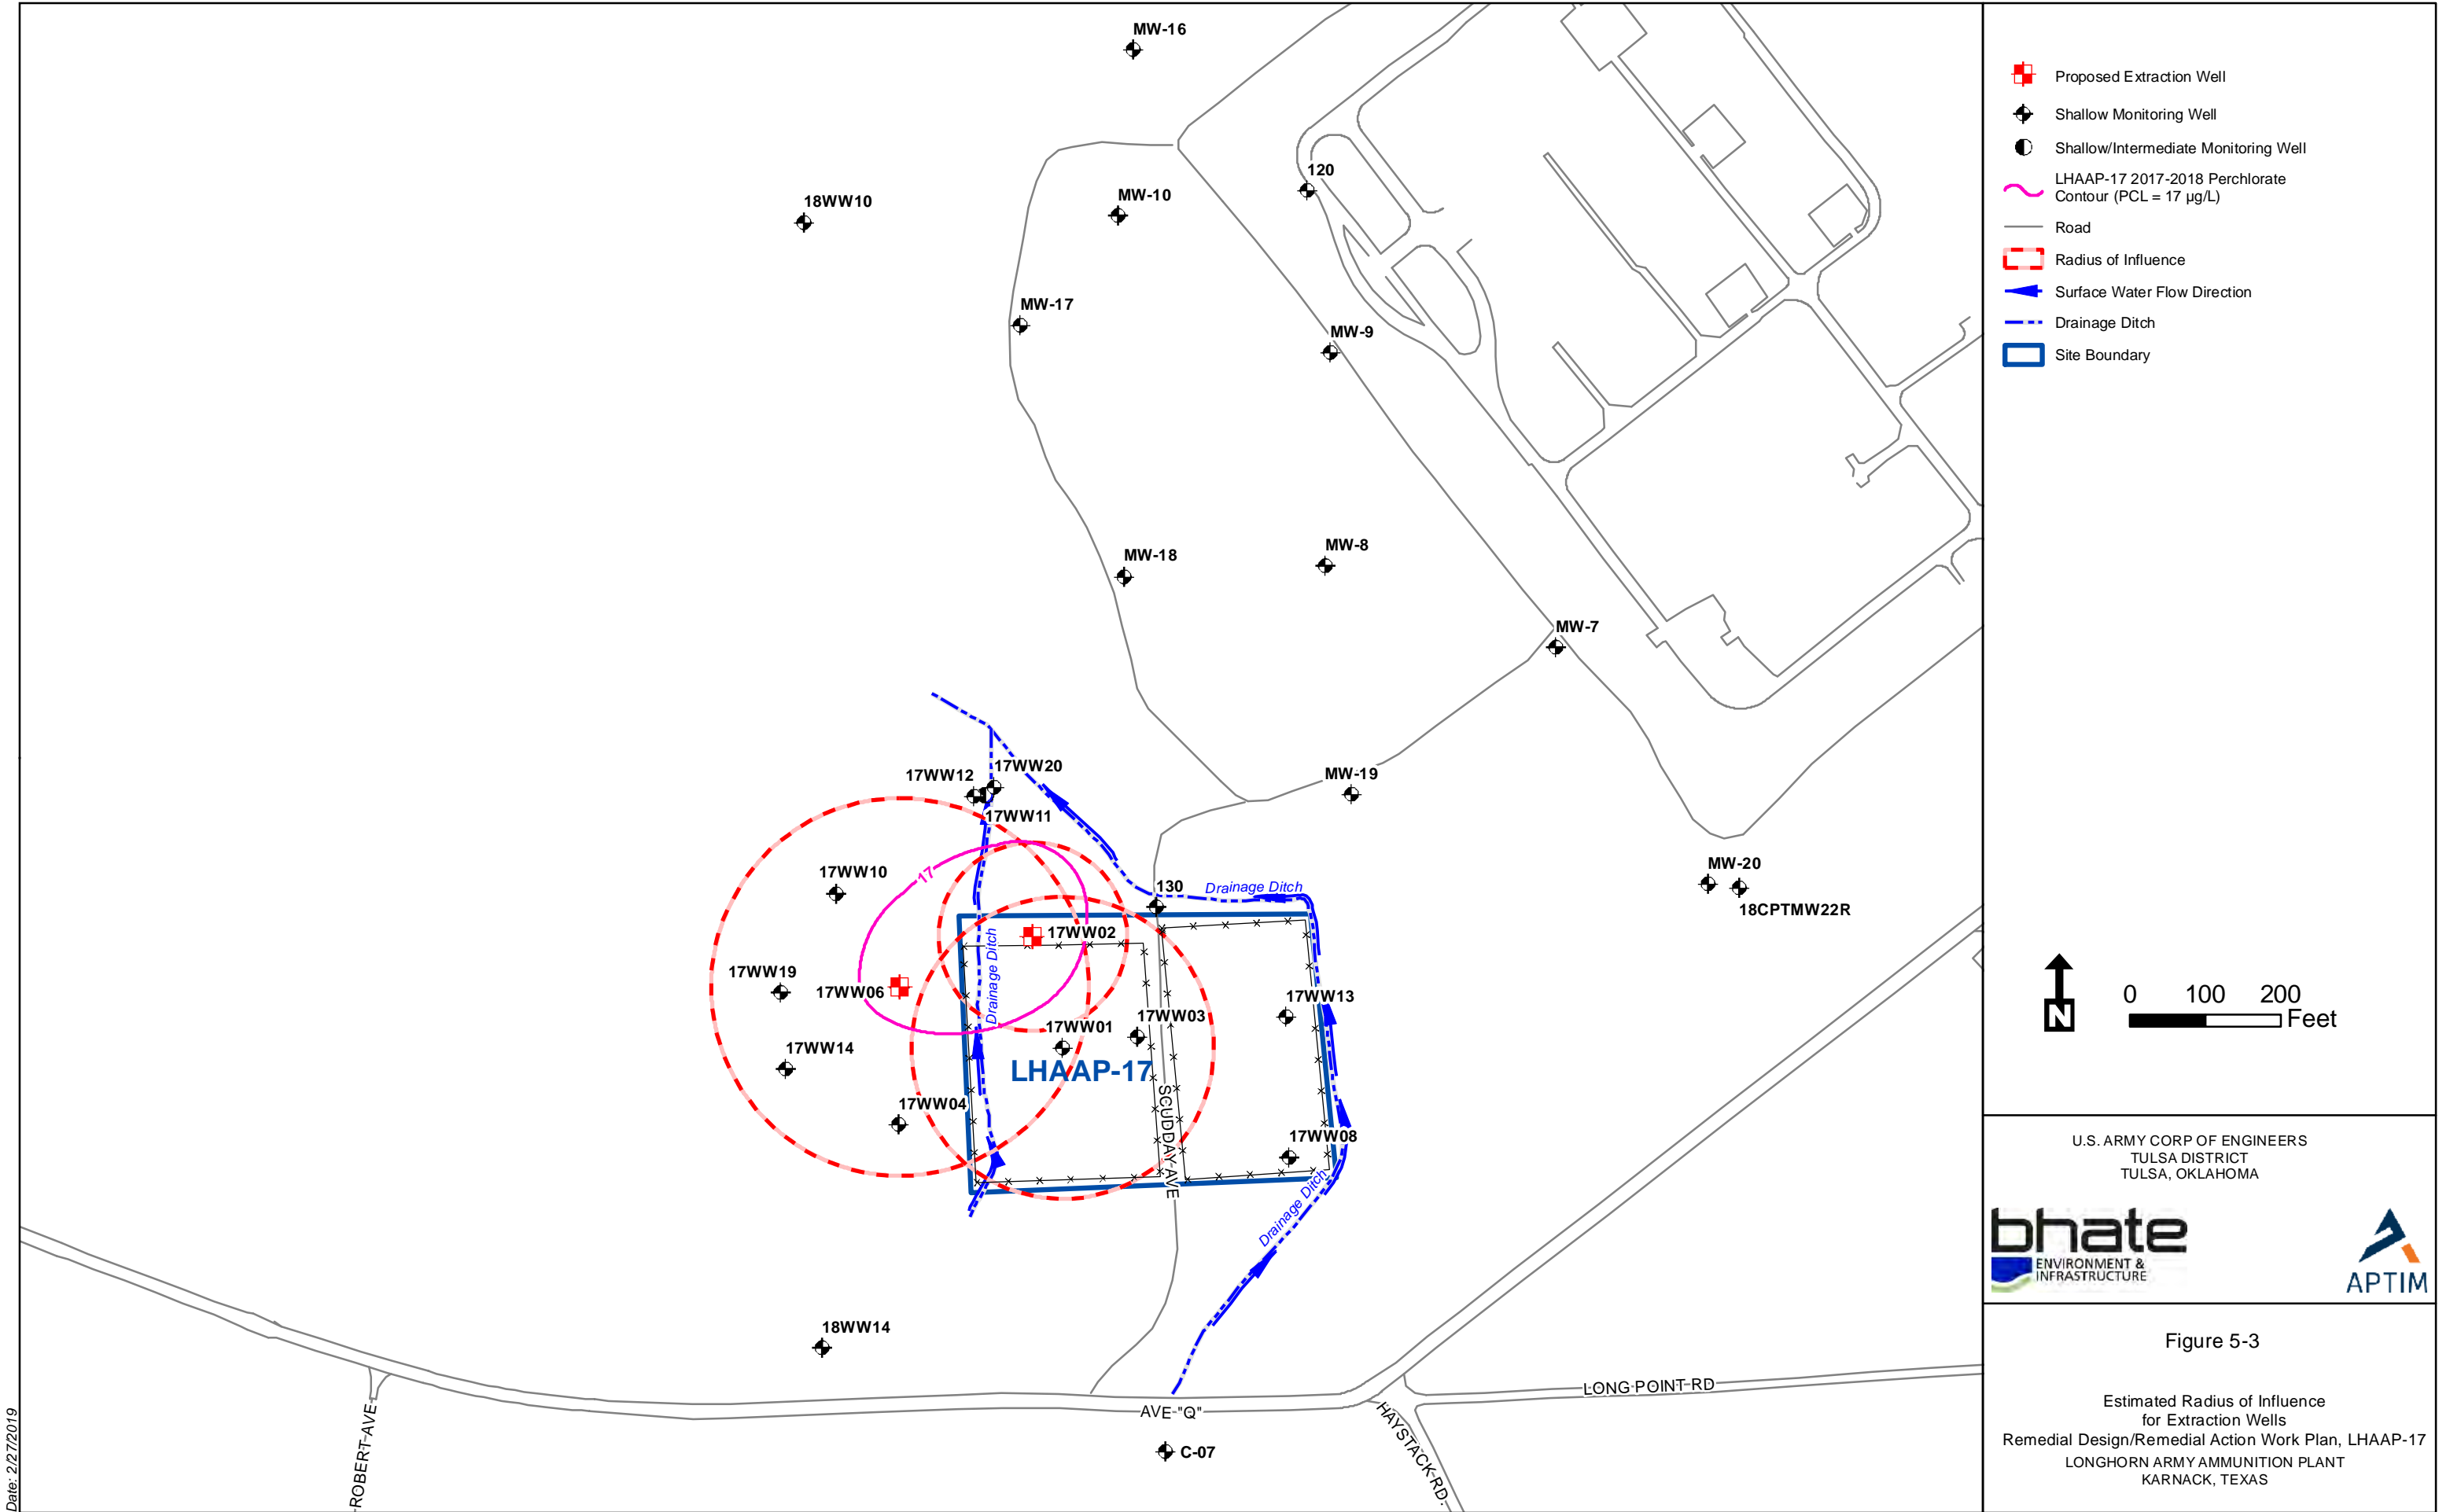 MW-16
120
18WW10
MW-10
MW-17
MW-9
MW-18
MW-8
MW-7
17WW20
17WW12
MW-19
17WW11
17
17WW10
130
Drainage Ditch
MW-20
18CPTMW22R
17WW02
Drainage Ditch
17WW19
17WW06
17WW13
17WW03
17WW01
17WW14
LHAAP-17
17WW04
SCUDDAY AVE
17WW08
Drainage Ditch
18WW14
LONG POINT RD
AVE "Q"
ROBERT AVE
HAYSTACK RD.
C-07
Date: 2/27/2019
Proposed Extraction Well
Shallow Monitoring Well
Shallow/Intermediate Monitoring Well
LHAAP-17 2017-2018 Perchlorate
Contour (PCL = 17 µg/L)
Road
Radius of Influence
Surface Water Flow Direction
Drainage Ditch
Site Boundary
N
0 100 200
Feet
U.S. ARMY CORP OF ENGINEERS
TULSA DISTRICT
TULSA, OKLAHOMA
bhate
ENVIRONMENT &
INFRASTRUCTURE
APTIM
Figure 5-3
Estimated Radius of Influence
for Extraction Wells
Remedial Design/Remedial Action Work Plan, LHAAP-17
LONGHORN ARMY AMMUNITION PLANT
KARNACK, TEXAS